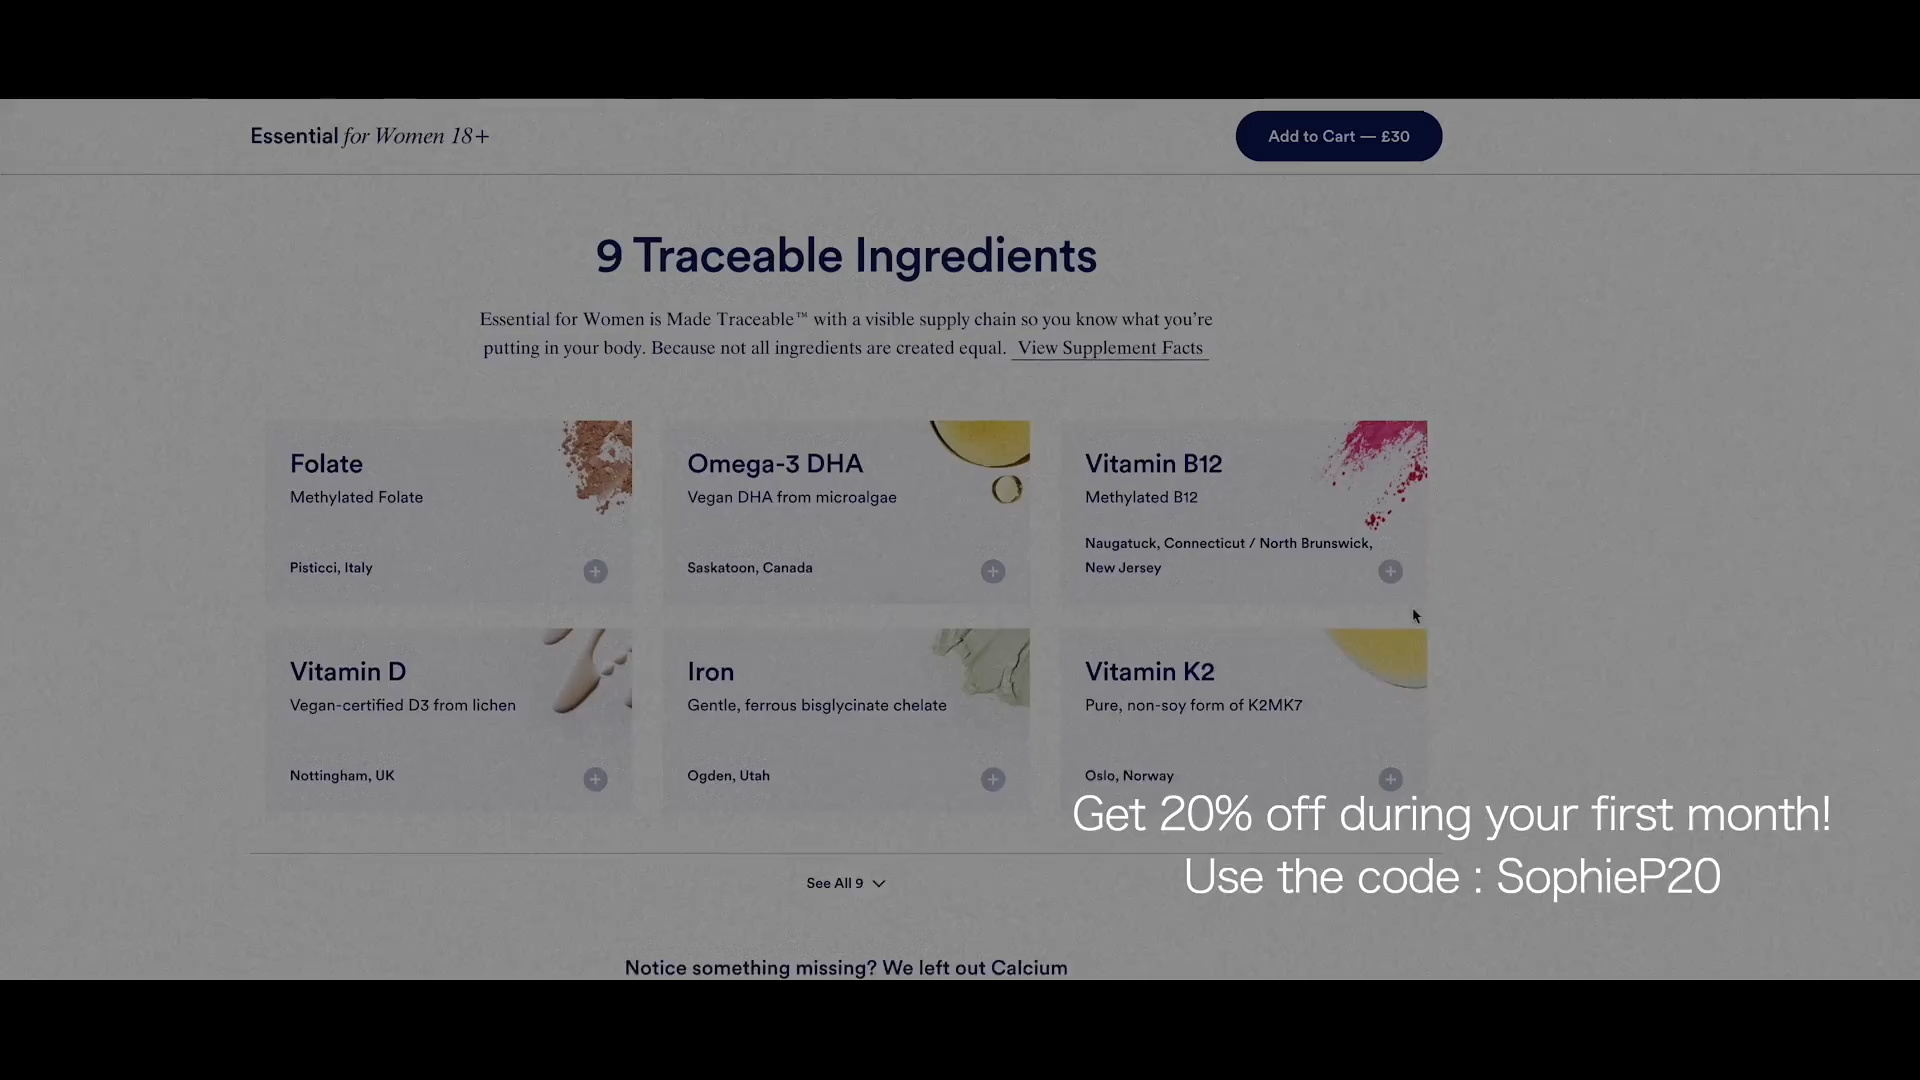 Essential for Women 18+
Add to Cart — £30
9 Traceable Ingredients
Essential for Women is Made Traceable™ with a visible supply chain so you know what you're
putting in your body. Because not all ingredients are created equal. View Supplement Facts
Folate
Methylated Folate
Pisticci, Italy
Omega-3 DHA
Vegan DHA from microalgae
Saskatoon, Canada
Vitamin B12
Methylated B12
Naugatuck, Connecticut / North Brunswick,
New Jersey
Vitamin D
Vegan-certified D3 from lichen
Nottingham, UK
Iron
Gentle, ferrous bisglycinate chelate
Ogden, Utah
Vitamin K2
Pure, non-soy form of K2MK7
Oslo, Norway
Get 20% off during your first month!
Use the code : SophieP20
See All 9
Notice something missing? We left out Calcium